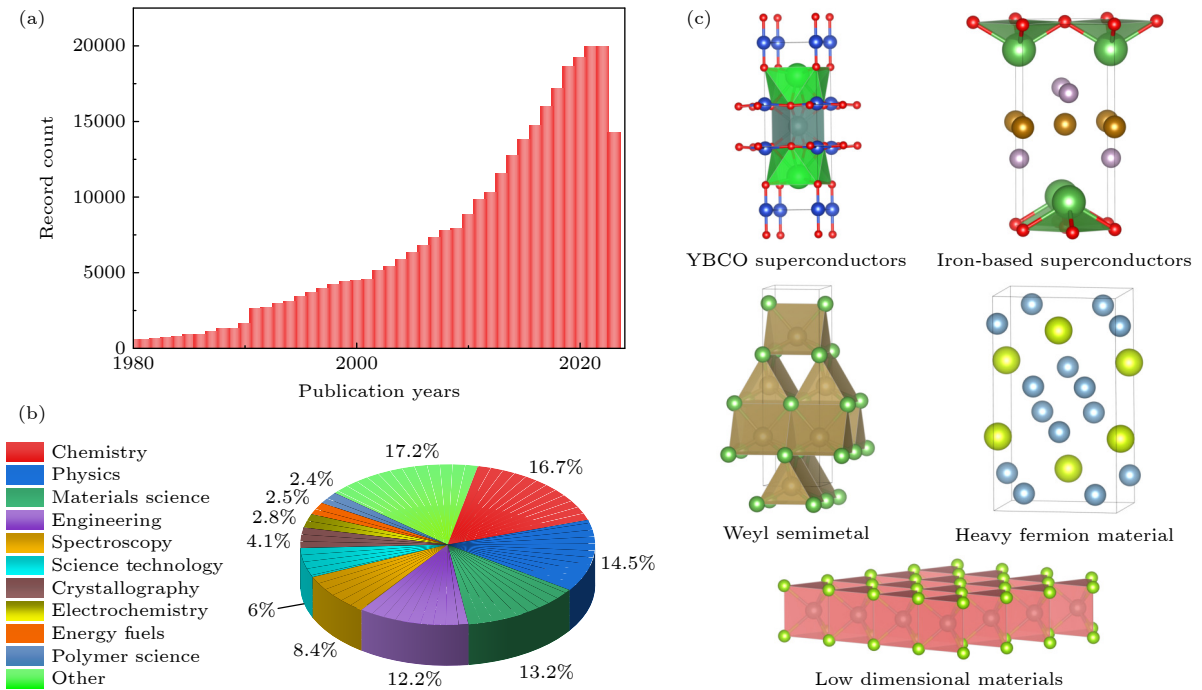 (a)
20000
15000
10000
5000
0
Record count
1980
2000
2020
Publication years
(b)
Chemistry
Physics
Materials science
Engineering
Spectroscopy
Science technology
Crystallography
Electrochemistry
Energy fuels
Polymer science
Other
17.2%
16.7%
14.5%
13.2%
12.2%
8.4%
6%
4.1%
2.8%
2.5%
2.4%
(c)
YBCO superconductors
Iron-based superconductors
Weyl semimetal
Heavy fermion material
Low dimensional materials